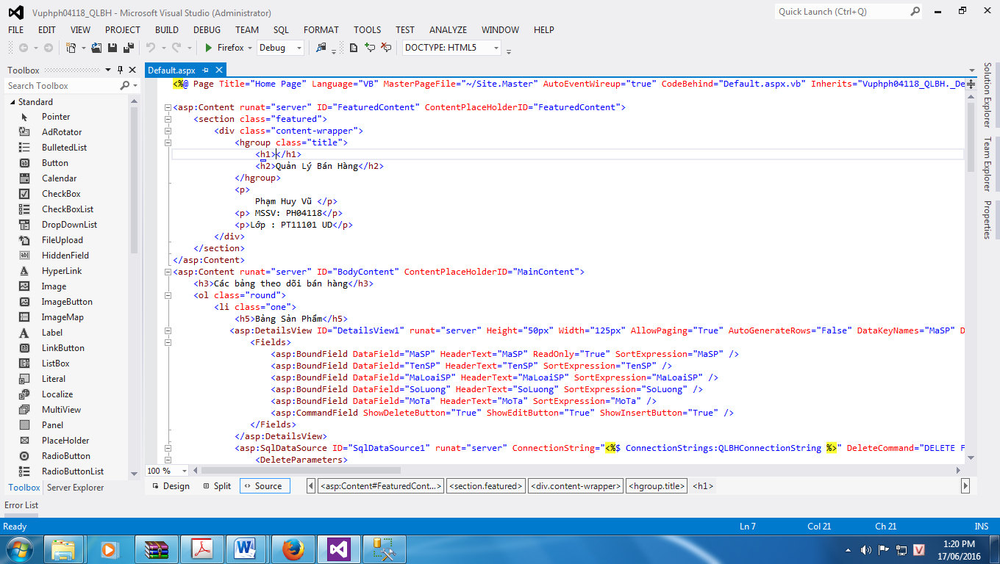 Vuphph04118_QLBH - Microsoft Visual Studio (Administrator)
Quick Launch (Ctrl+Q)
FILE EDIT VIEW PROJECT BUILD DEBUG TEAM SQL FORMAT TOOLS TEST ANALYZE WINDOW HELP
Firefox Debug DOCTYPE: HTML5
Toolbox
Search Toolbox
Standard
Pointer
AdRotator
BulletedList
Button
Calendar
CheckBox
CheckBoxList
DropDownList
FileUpload
HiddenField
HyperLink
Image
ImageButton
ImageMap
Label
LinkButton
ListBox
Literal
Localize
MultiView
Panel
PlaceHolder
RadioButton
RadioButtonList
Toolbox Server Explorer
Error List
Default.aspx
<%@ Page Title="Home Page" Language="VB" MasterPageFile="~/Site.Master" AutoEventWireup="true" CodeBehind="Default.aspx.vb" Inherits="Vuphph04118_QLBH._De
<asp:Content runat="server" ID="FeaturedContent" ContentPlaceHolderID="FeaturedContent">
<section class="featured">
<div class="content-wrapper">
<hgroup class="title">
<h1></h1>
<h2>Quản Lý Bán Hàng</h2>
</hgroup>
<p>
Phạm Huy Vũ </p>
<p> MSSV: PH04118</p>
<p>Lớp : PT11101 UD</p>
</div>
</section>
</asp:Content>
<asp:Content runat="server" ID="BodyContent" ContentPlaceHolderID="MainContent">
<h3>Các bảng theo dõi bán hàng</h3>
<ol class="round">
<li class="one">
<h5>Bảng Sản Phẩm</h5>
<asp:DetailsView ID="DetailsView1" runat="server" Height="50px" Width="125px" AllowPaging="True" AutoGenerateRows="False" DataKeyNames="MaSP" D
<Fields>
<asp:BoundField DataField="MaSP" HeaderText="MaSP" ReadOnly="True" SortExpression="MaSP" />
<asp:BoundField DataField="TenSP" HeaderText="TenSP" SortExpression="TenSP" />
<asp:BoundField DataField="MaLoaiSP" HeaderText="MaLoaiSP" SortExpression="MaLoaiSP" />
<asp:BoundField DataField="SoLuong" HeaderText="SoLuong" SortExpression="SoLuong" />
<asp:BoundField DataField="MoTa" HeaderText="MoTa" SortExpression="MoTa" />
<asp:CommandField ShowDeleteButton="True" ShowEditButton="True" ShowInsertButton="True" />
</Fields>
</asp:DetailsView>
<asp:SqlDataSource ID="SqlDataSource1" runat="server" ConnectionString="<%$ ConnectionStrings:QLBHConnectionString %>" DeleteCommand="DELETE F
<DeleteParameters>
100 %
Design Split Source <asp:Content#FeaturedCont...> <section.featured> <div.content-wrapper> <hgroup.title> <h1>
Solution Explorer
Team Explorer
Properties
Ready Ln 7 Col 21 Ch 21 INS
1:20 PM
17/06/2016